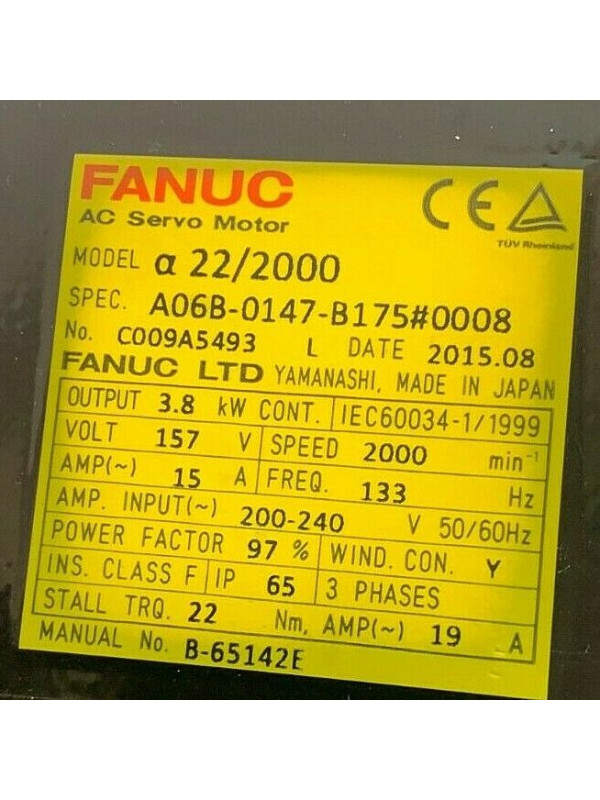 FANUC
AC Servo Motor
CE
TÜV Rheinland
MODEL α 22/2000
SPEC. A06B-0147-B175#0008
No. C009A5493 L DATE 2015.08
FANUC LTD YAMANASHI, MADE IN JAPAN
OUTPUT 3.8 kW CONT. IEC60034-1/1999
VOLT 157 V SPEED 2000 min⁻¹
AMP(~) 15 A FREQ. 133 Hz
AMP. INPUT(~) 200-240 V 50/60Hz
POWER FACTOR 97 % WIND. CON. Y
INS. CLASS F IP 65 3 PHASES
STALL TRQ. 22 Nm, AMP(~) 19 A
MANUAL No. B-65142E